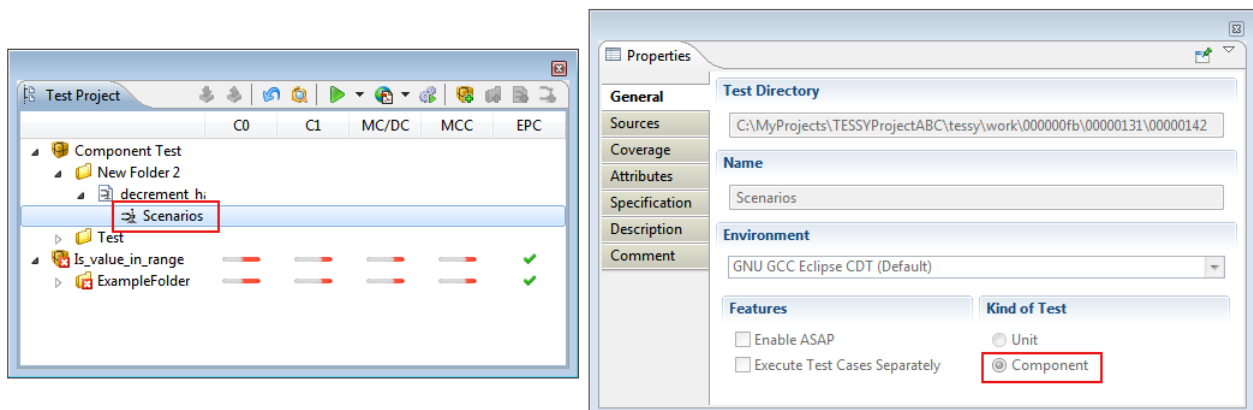 Test Project
C0 C1 MC/DC MCC EPC
Component Test
New Folder 2
decrement_ha
Scenarios
Test
Is_value_in_range
ExampleFolder
Properties
General
Sources
Coverage
Attributes
Specification
Description
Comment
Test Directory
C:\MyProjects\TESSYProjectABC\tessy\work\000000fb\00000131\00000142
Name
Scenarios
Environment
GNU GCC Eclipse CDT (Default)
Features
Enable ASAP
Execute Test Cases Separately
Kind of Test
Unit
Component